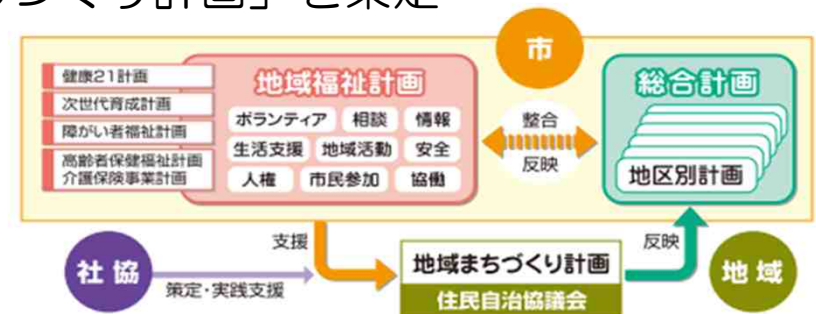 づくり計画」を策定
市
健康21計画
次世代育成計画
障がい者福祉計画
高齢者保健福祉計画
介護保険事業計画
地域福祉計画
ボランティア 相談 情報
生活支援 地域活動 安全
人権 市民参加 協働
整合
反映
総合計画
地区別計画
支援
反映
社協
策定・実践支援
地域まちづくり計画
住民自治協議会
地域